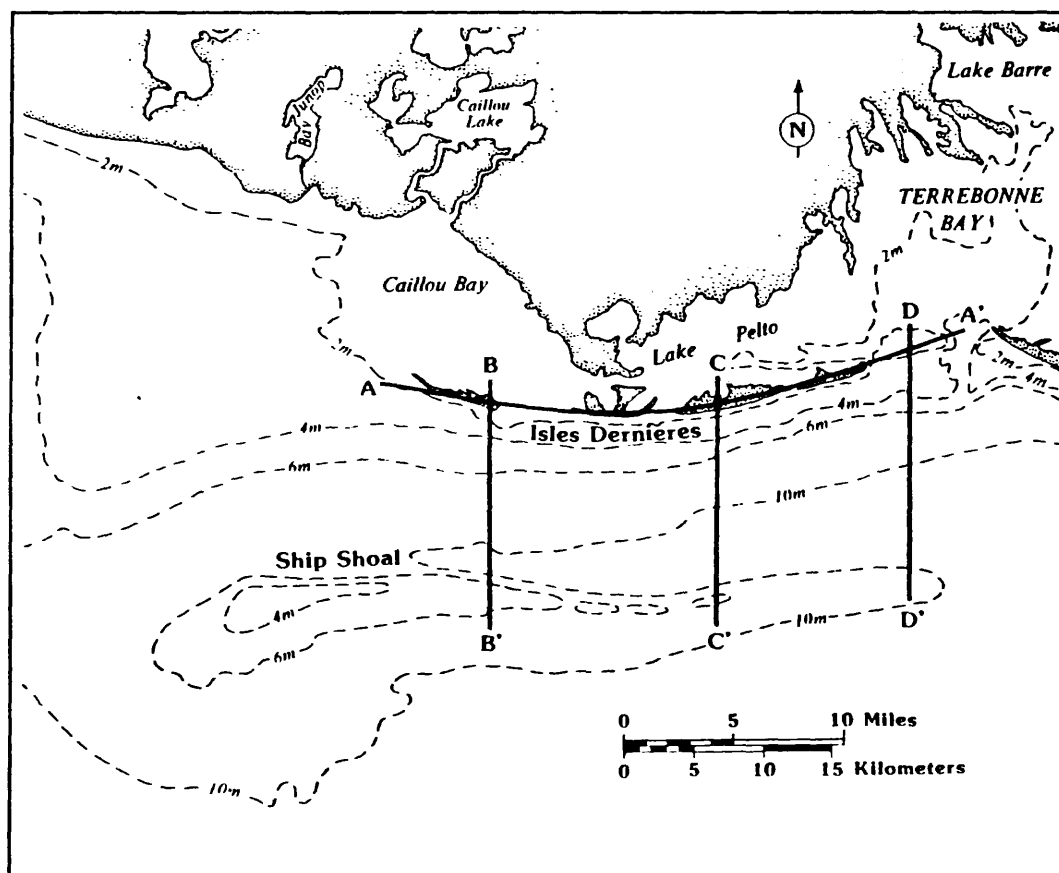 Lake Barre
Junop
Bay
Caillou
Lake
N
2m
TERREBONNE
BAY
2m
Caillou Bay
Lake Pelto
D
A'
2m
B
C
2m
4m
A
4m
Isles Dernieres
4m
6m
6m
10m
Ship Shoal
4m
B'
C'
D'
10m
6m
0 5 10 Miles
0 5 10 15 Kilometers
10m